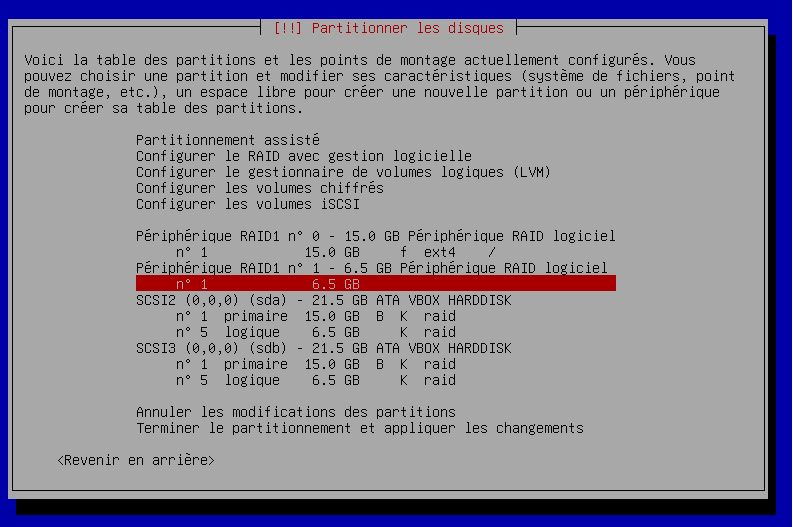 [!!] Partitionner les disques
Voici la table des partitions et les points de montage actuellement configurés. Vous
pouvez choisir une partition et modifier ses caractéristiques (système de fichiers, point
de montage, etc.), un espace libre pour créer une nouvelle partition ou un périphérique
pour créer sa table des partitions.
Partitionnement assisté
Configurer le RAID avec gestion logicielle
Configurer le gestionnaire de volumes logiques (LVM)
Configurer les volumes chiffrés
Configurer les volumes iSCSI
Périphérique RAID1 n° 0 - 15.0 GB Périphérique RAID logiciel
n° 1 15.0 GB f ext4 /
Périphérique RAID1 n° 1 - 6.5 GB Périphérique RAID logiciel
n° 1 6.5 GB
SCSI2 (0,0,0) (sda) - 21.5 GB ATA VBOX HARDDISK
n° 1 primaire 15.0 GB B K raid
n° 5 logique 6.5 GB K raid
SCSI3 (0,0,0) (sdb) - 21.5 GB ATA VBOX HARDDISK
n° 1 primaire 15.0 GB B K raid
n° 5 logique 6.5 GB K raid
Annuler les modifications des partitions
Terminer le partitionnement et appliquer les changements
<Revenir en arrière>